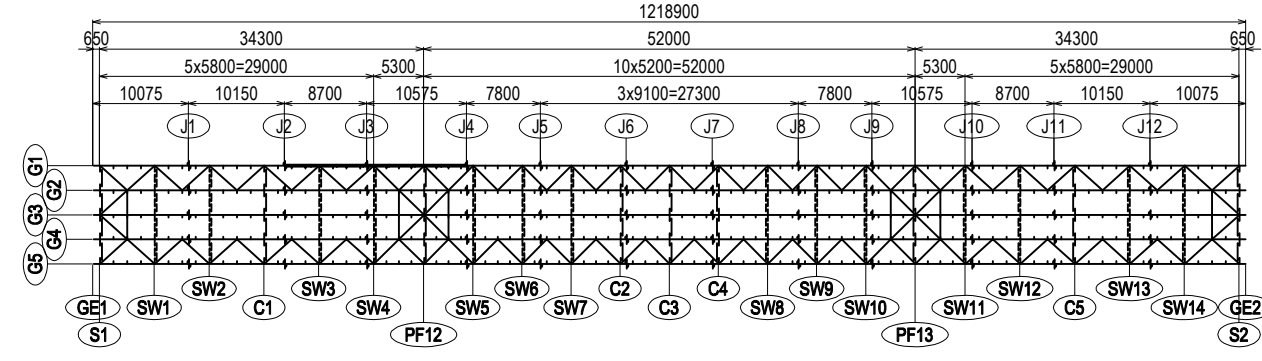 1218900
650 34300 52000 34300 650
5x5800=29000 5300 10x5200=52000 5300 5x5800=29000
10075 10150 8700 10575 7800 3x9100=27300 7800 10575 8700 10150 10075
J1 J2 J3 J4 J5 J6 J7 J8 J9 J10 J11 J12
G1
G2
G3
G4
G5
SW2 SW3 SW6 C2 C4 SW9 SW12 SW13
GE1 SW1 C1 SW4 SW5 SW7 C3 SW8 SW10 SW11 C5 SW14 GE2
S1 PF12 PF13 S2